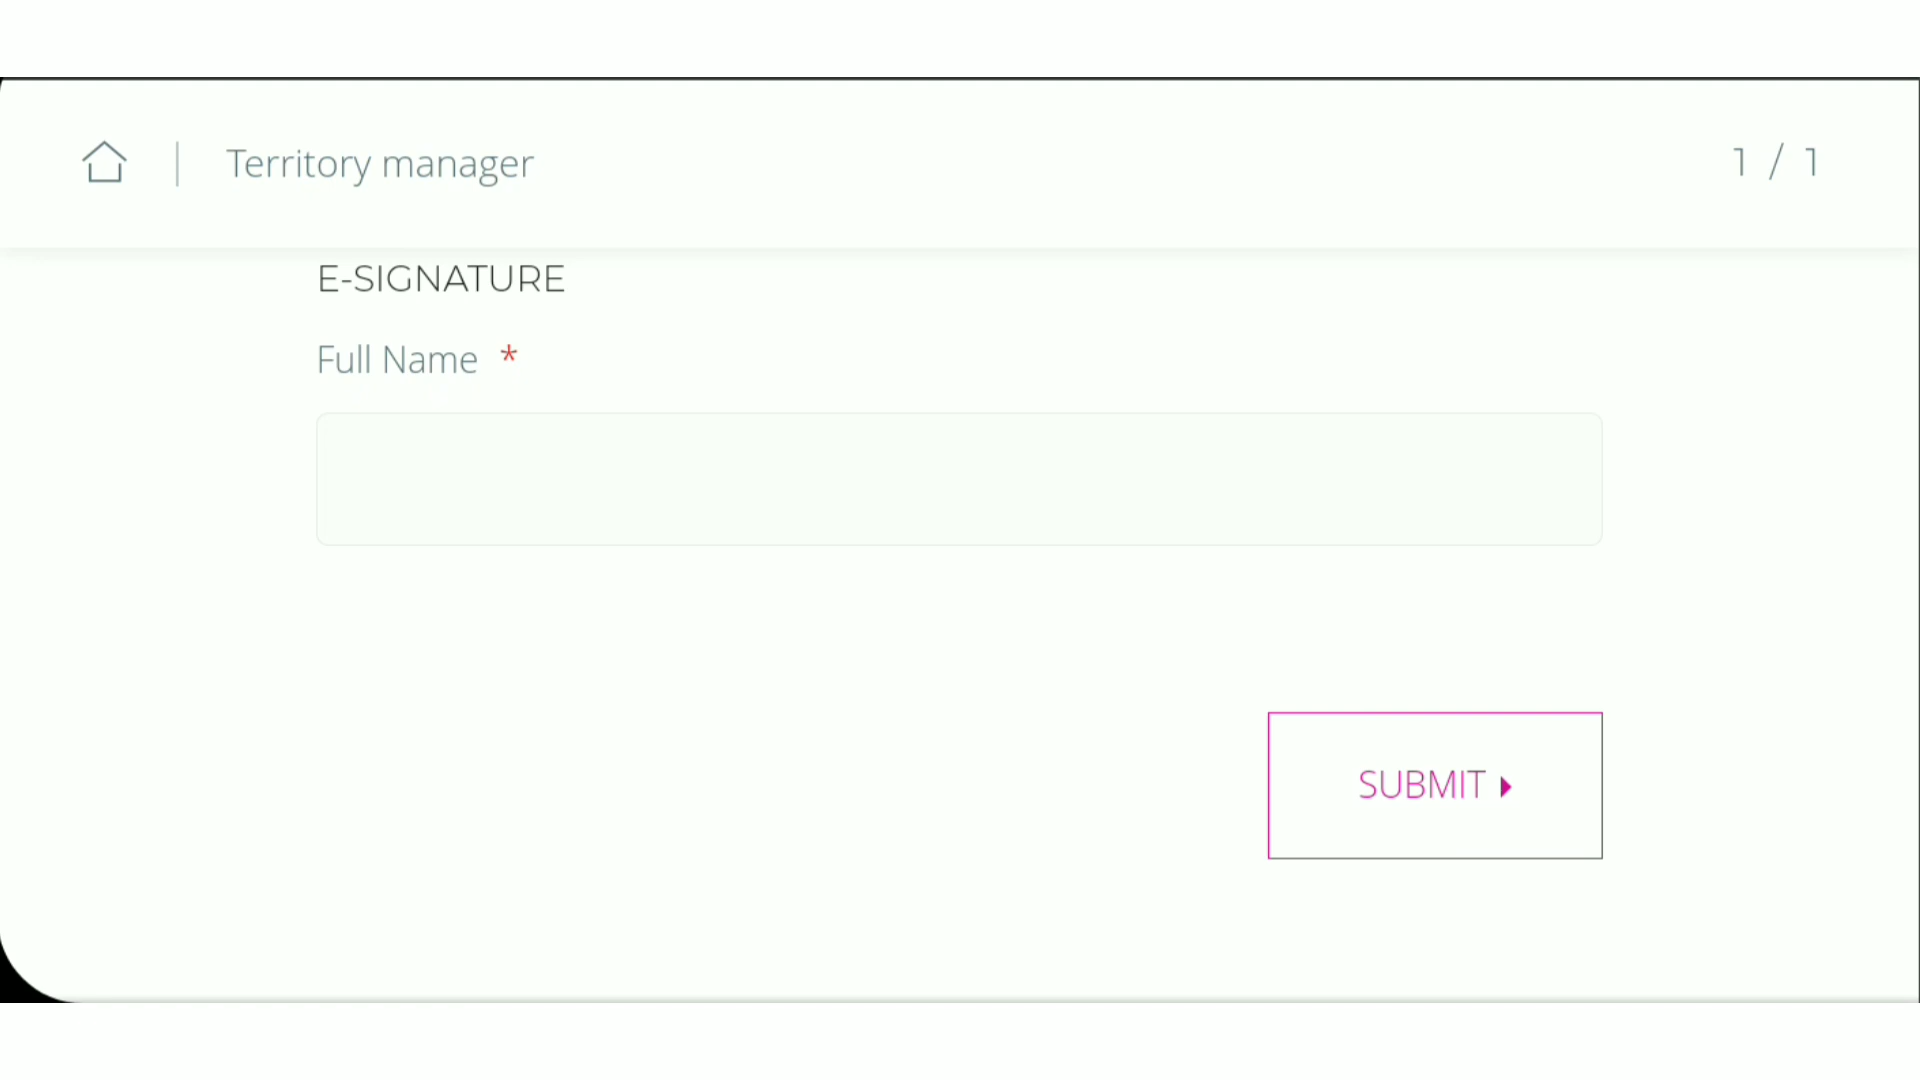 Territory manager
1 / 1
E-SIGNATURE
Full Name *
SUBMIT